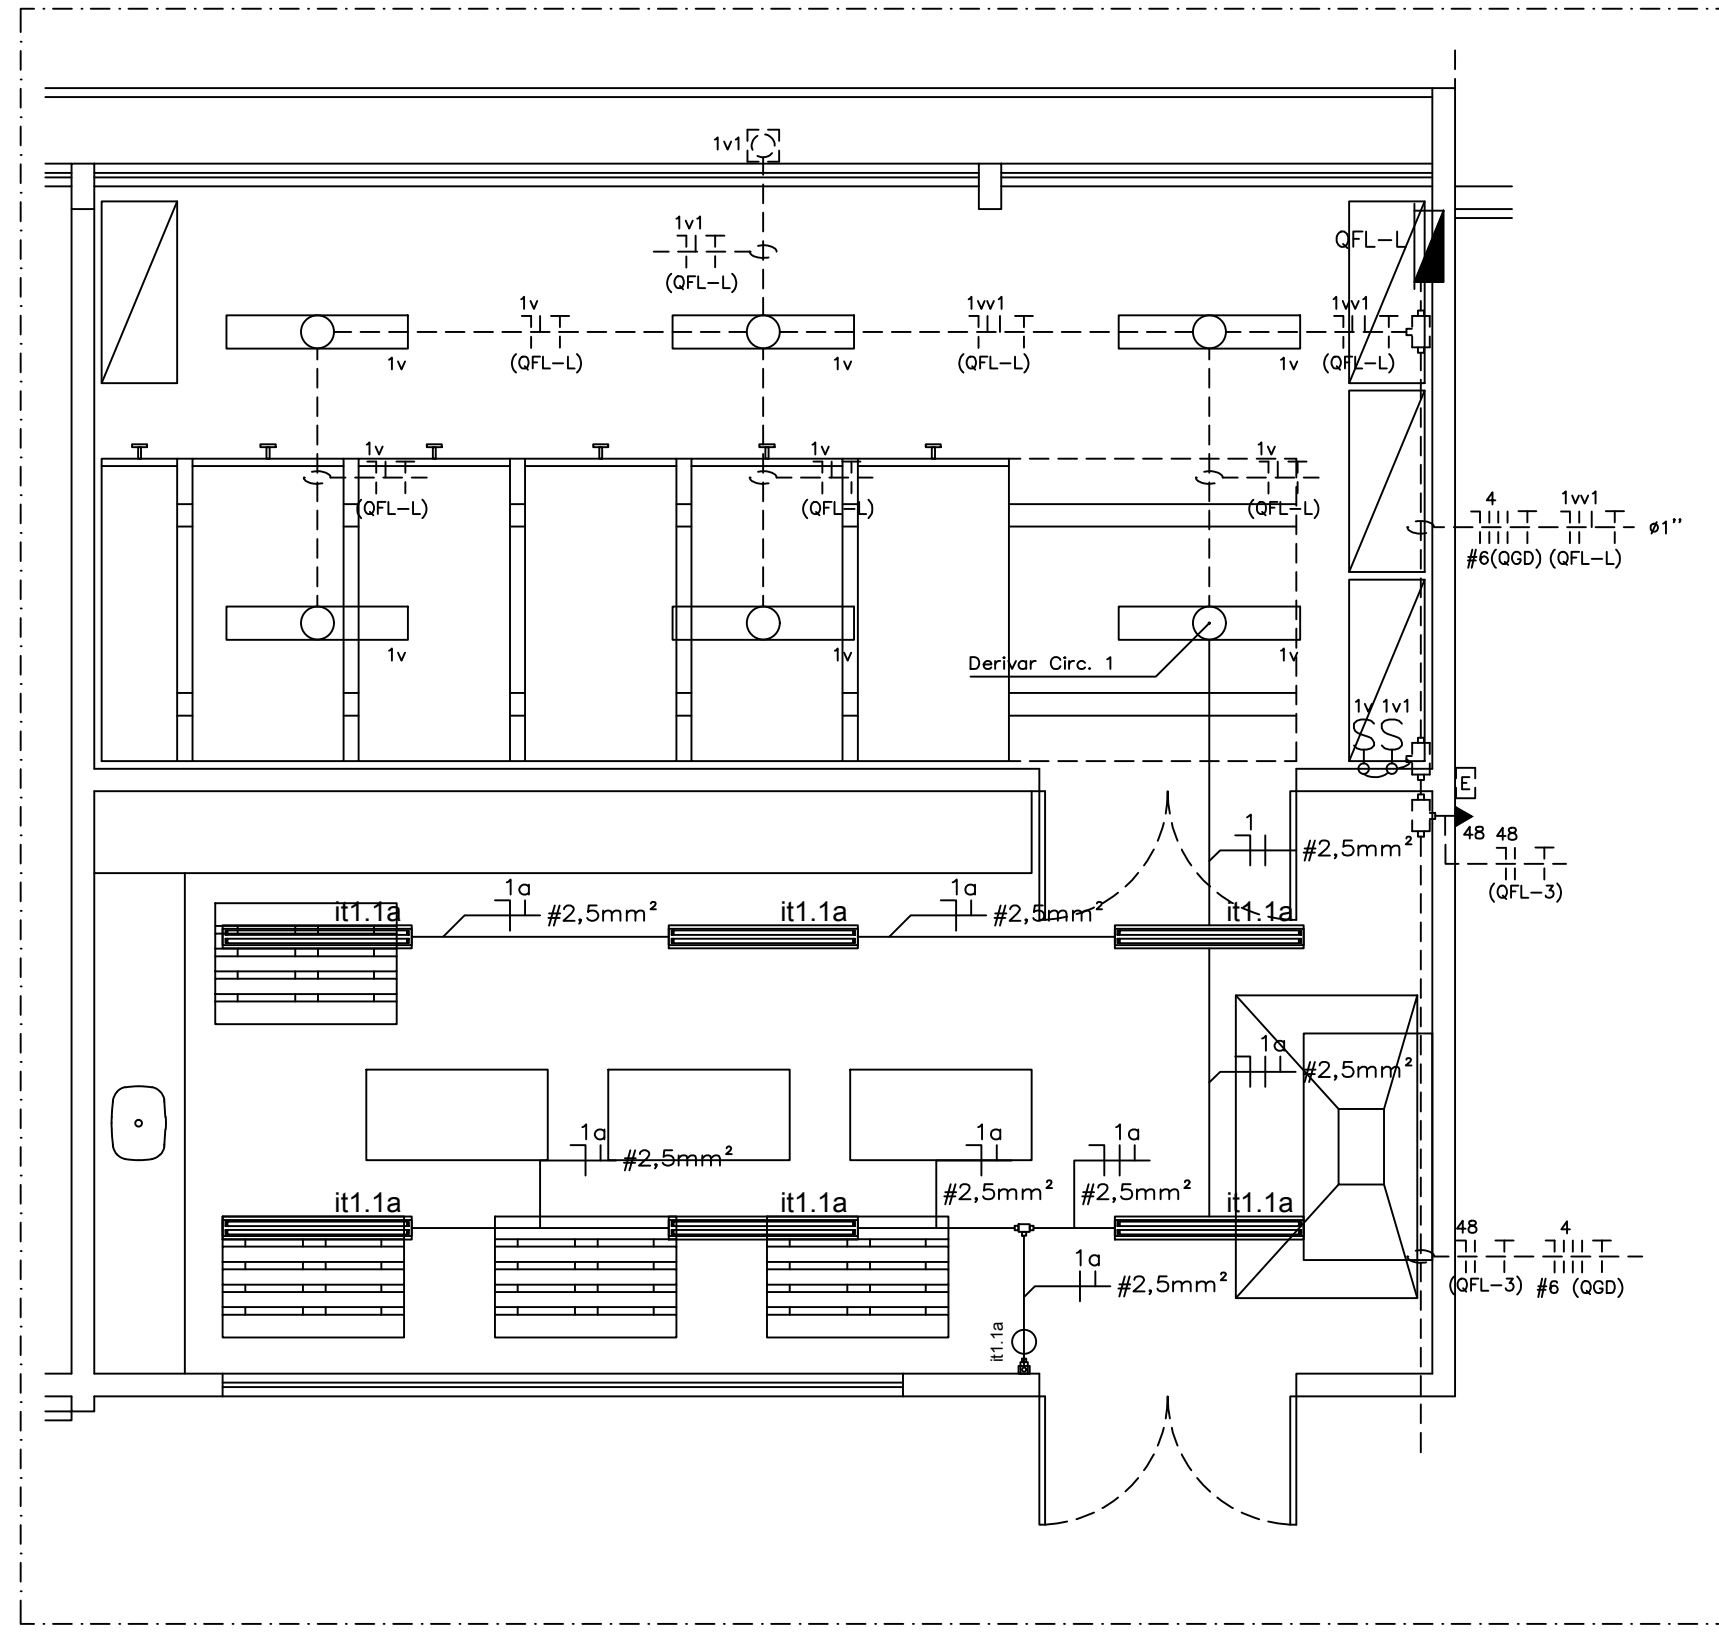 1v1
1v1
(QFL-L)
QFL-L
1v
(QFL-L)
1vv1
(QFL-L)
1vv1
(QFL-L)
1v
1v
1v
1v
(QFL-L)
1v
(QFL-L)
1v
(QFL-L)
4
1vv1
ø1"
#6(QGD)
(QFL-L)
1v
1v
1v
Derivar Circ. 1
1v
1v1
SS
E
48
48
(QFL-3)
1
#2,5mm²
1a
#2,5mm²
1a
#2,5mm²
it1.1a
it1.1a
it1.1a
1a
#2,5mm²
1a
#2,5mm²
1a
#2,5mm²
1a
#2,5mm²
it1.1a
it1.1a
it1.1a
1a
#2,5mm²
it1.1a
48
4
(QFL-3)
#6 (QGD)